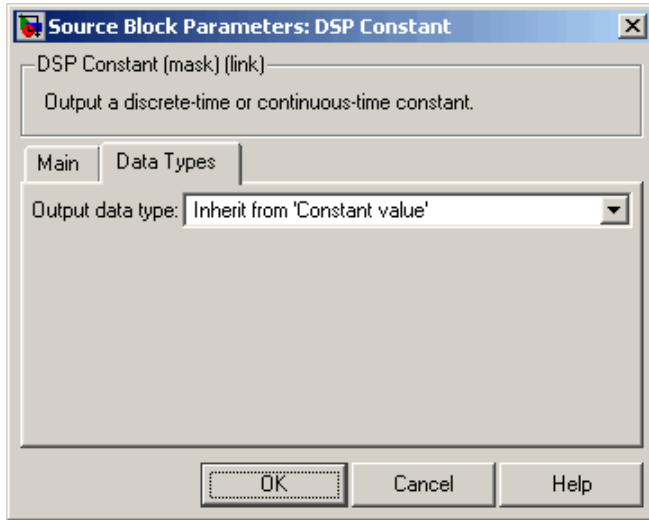 Source Block Parameters: DSP Constant
DSP Constant (mask) (link)
Output a discrete-time or continuous-time constant.
Main Data Types
Output data type: Inherit from 'Constant value'
OK Cancel Help